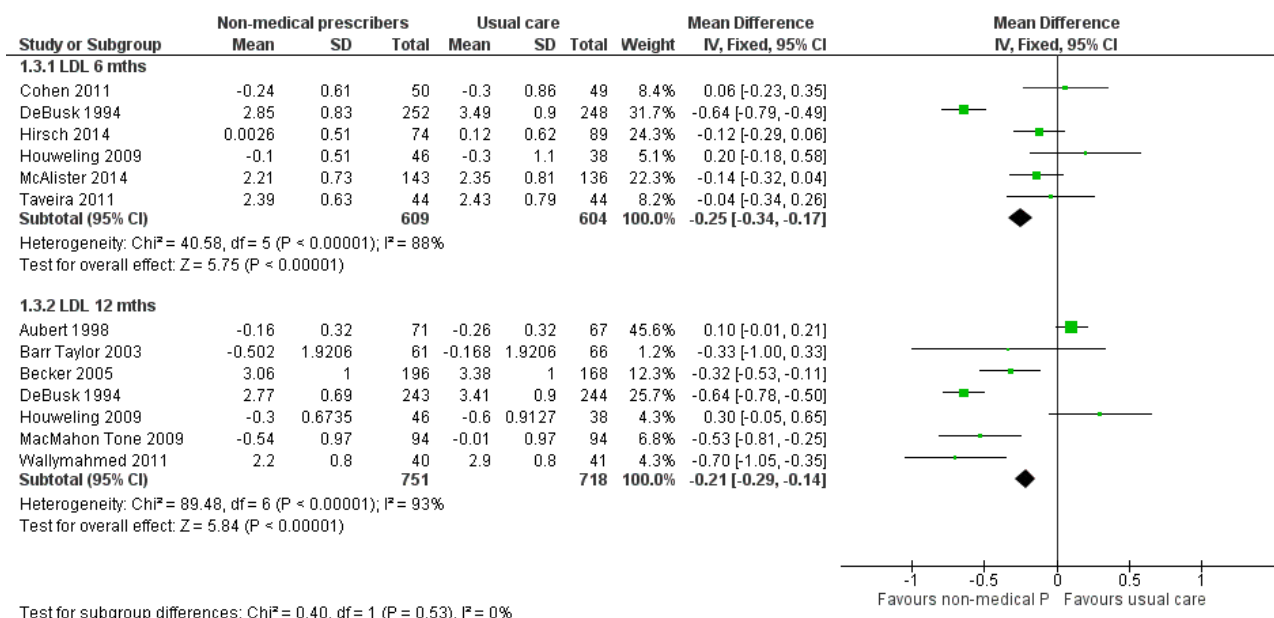 Non-medical prescribers Usual care Mean Difference Mean Difference
Study or Subgroup Mean SD Total Mean SD Total Weight IV, Fixed, 95% CI IV, Fixed, 95% CI
1.3.1 LDL 6 mths
Cohen 2011 -0.24 0.61 50 -0.3 0.86 49 8.4% 0.06 [-0.23, 0.35]
DeBusk 1994 2.85 0.83 252 3.49 0.9 248 31.7% -0.64 [-0.79, -0.49]
Hirsch 2014 0.0026 0.51 74 0.12 0.62 89 24.3% -0.12 [-0.29, 0.06]
Houweling 2009 -0.1 0.51 46 -0.3 1.1 38 5.1% 0.20 [-0.18, 0.58]
McAlister 2014 2.21 0.73 143 2.35 0.81 136 22.3% -0.14 [-0.32, 0.04]
Taveira 2011 2.39 0.63 44 2.43 0.79 44 8.2% -0.04 [-0.34, 0.26]
Subtotal (95% CI) 609 604 100.0% -0.25 [-0.34, -0.17]
Heterogeneity: Chi² = 40.58, df = 5 (P < 0.00001); I² = 88%
Test for overall effect: Z = 5.75 (P < 0.00001)
1.3.2 LDL 12 mths
Aubert 1998 -0.16 0.32 71 -0.26 0.32 67 45.6% 0.10 [-0.01, 0.21]
Barr Taylor 2003 -0.502 1.9206 61 -0.168 1.9206 66 1.2% -0.33 [-1.00, 0.33]
Becker 2005 3.06 1 196 3.38 1 168 12.3% -0.32 [-0.53, -0.11]
DeBusk 1994 2.77 0.69 243 3.41 0.9 244 25.7% -0.64 [-0.78, -0.50]
Houweling 2009 -0.3 0.6735 46 -0.6 0.9127 38 4.3% 0.30 [-0.05, 0.65]
MacMahon Tone 2009 -0.54 0.97 94 -0.01 0.97 94 6.8% -0.53 [-0.81, -0.25]
Wallymahmed 2011 2.2 0.8 40 2.9 0.8 41 4.3% -0.70 [-1.05, -0.35]
Subtotal (95% CI) 751 718 100.0% -0.21 [-0.29, -0.14]
Heterogeneity: Chi² = 89.48, df = 6 (P < 0.00001); I² = 93%
Test for overall effect: Z = 5.84 (P < 0.00001)
-1 -0.5 0 0.5 1
Favours non-medical P Favours usual care
Test for subgroup differences: Chi² = 0.40, df = 1 (P = 0.53), I² = 0%